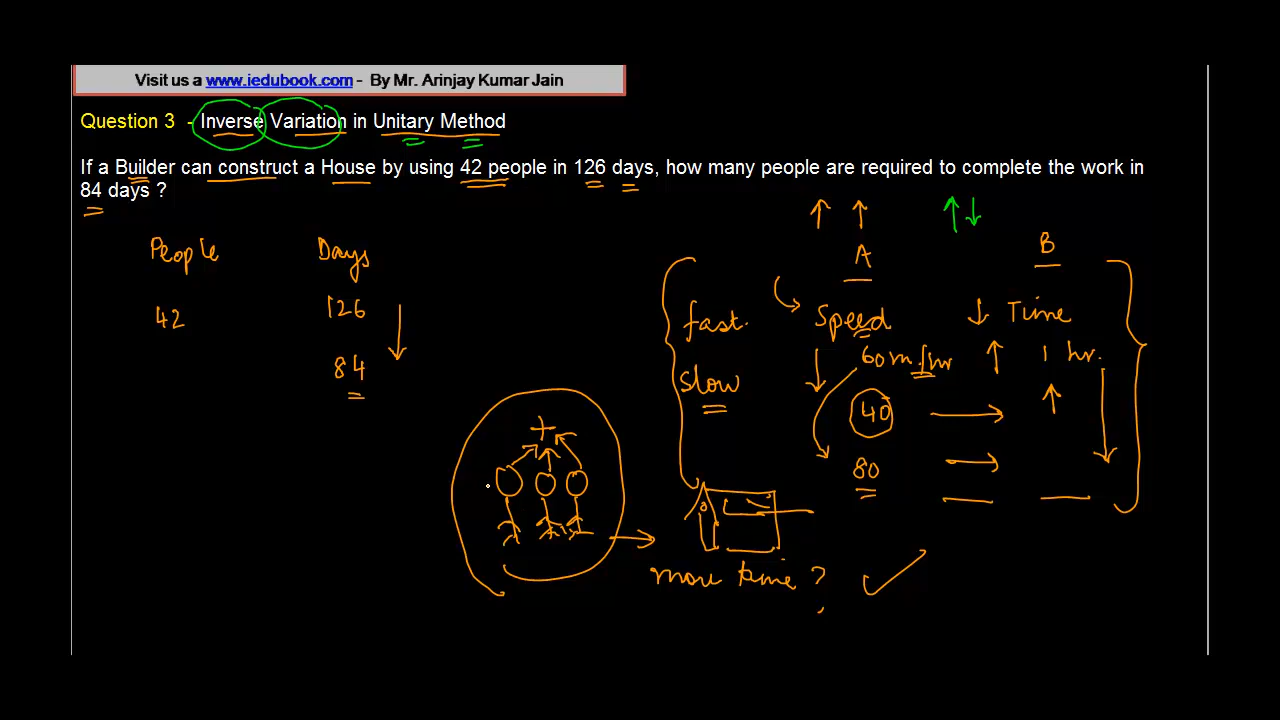 Visit us a www.iedubook.com - By Mr. Arinjay Kumar Jain
Question 3 - Inverse Variation in Unitary Method
If a Builder can construct a House by using 42 people in 126 days, how many people are required to complete the work in
84 days ?
People Days
42 126
84
A B
fast. Speed Time
60 m/hr 1 hr.
slow 40
80
more time ?